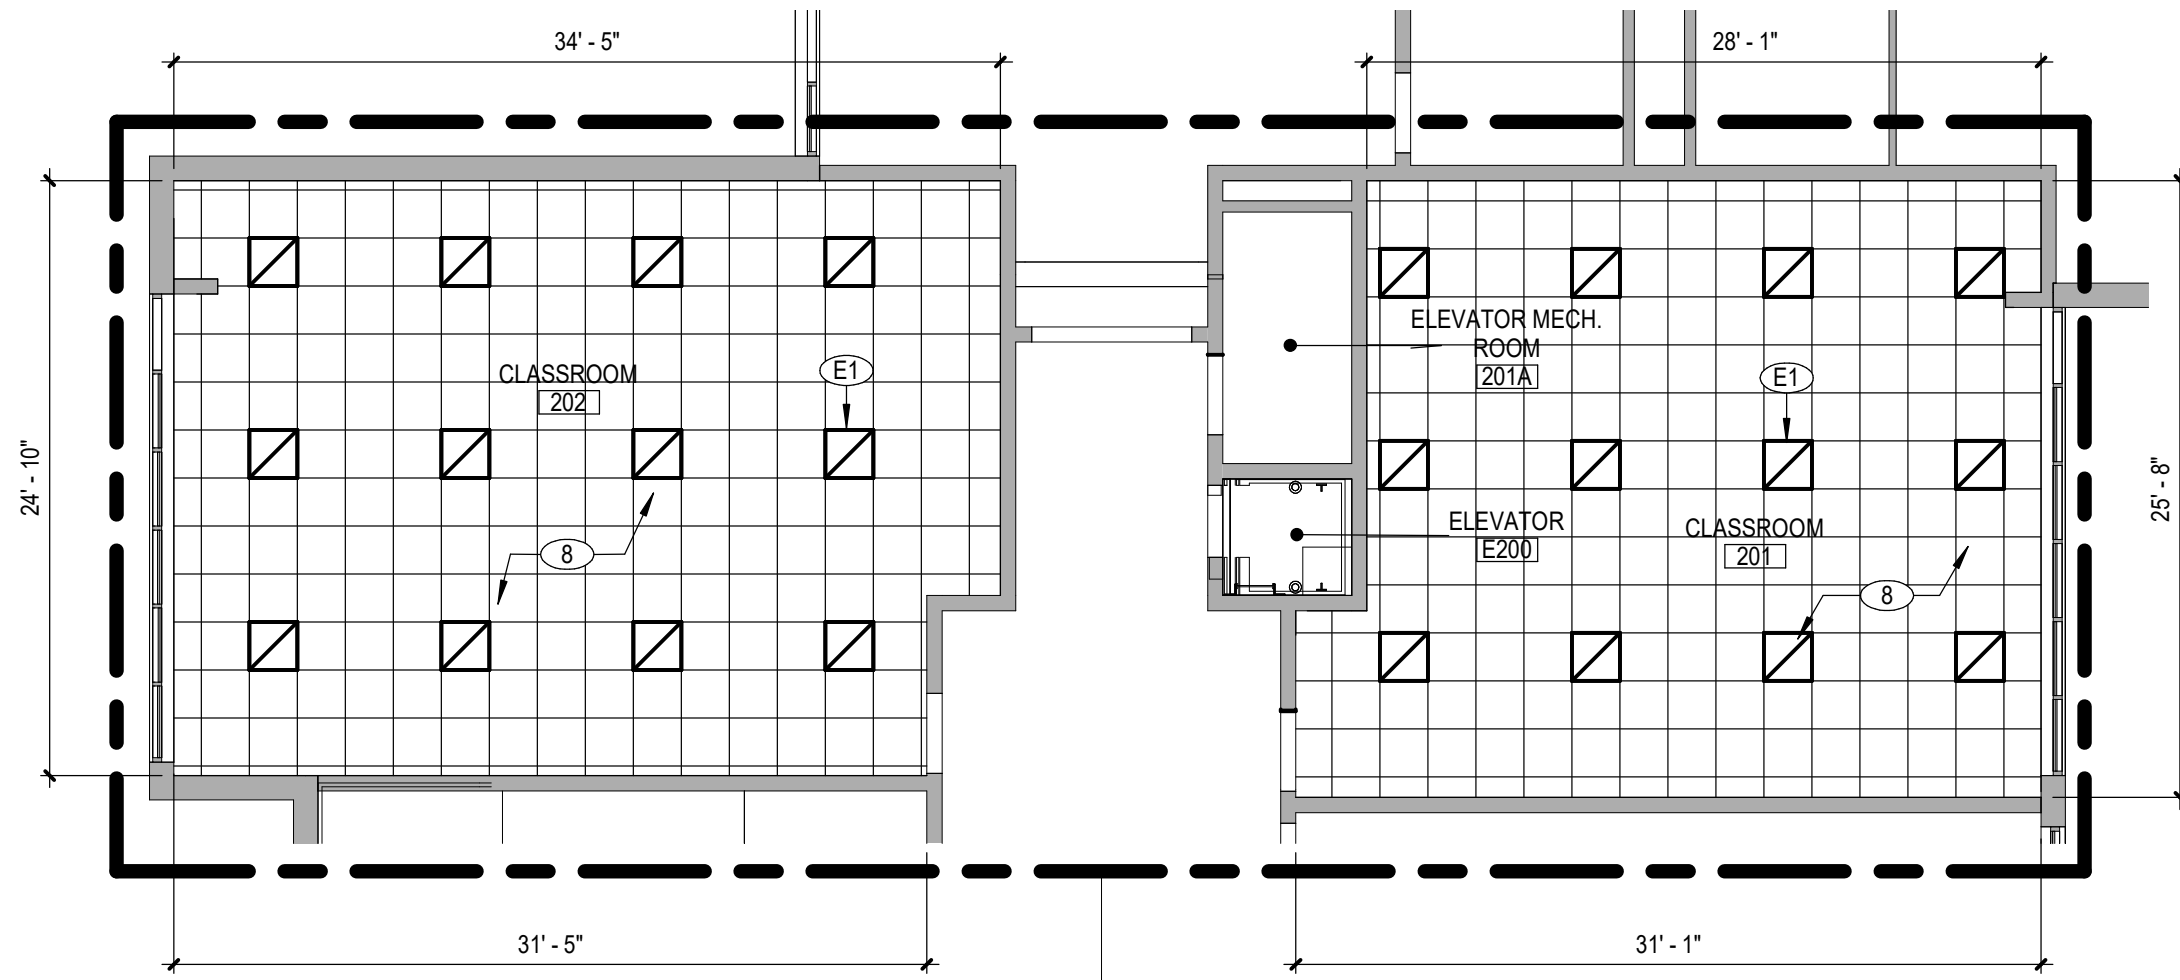 34' - 5"
28' - 1"
ELEVATOR MECH.
ROOM
201A
CLASSROOM
202
E1
E1
24' - 10"
25' - 8"
ELEVATOR
E200
CLASSROOM
201
8
8
31' - 5"
31' - 1"